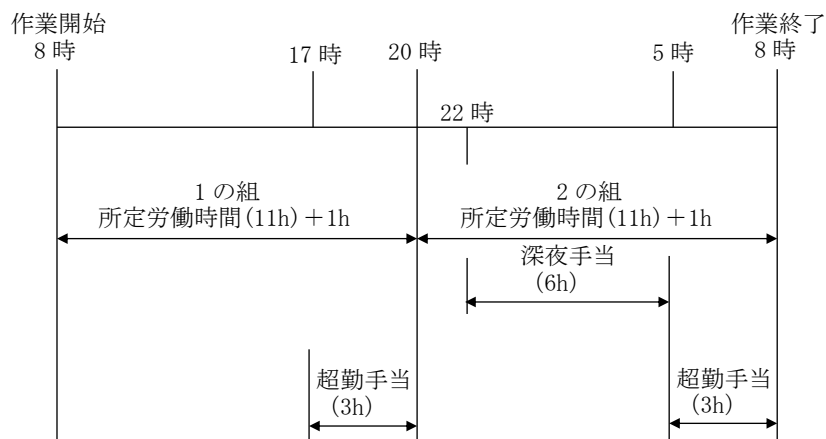 作業開始
8時
17時
20時
5時
作業終了
8時
22時
1の組
所定労働時間(11h)+1h
2の組
所定労働時間(11h)+1h
深夜手当
(6h)
超勤手当
(3h)
超勤手当
(3h)